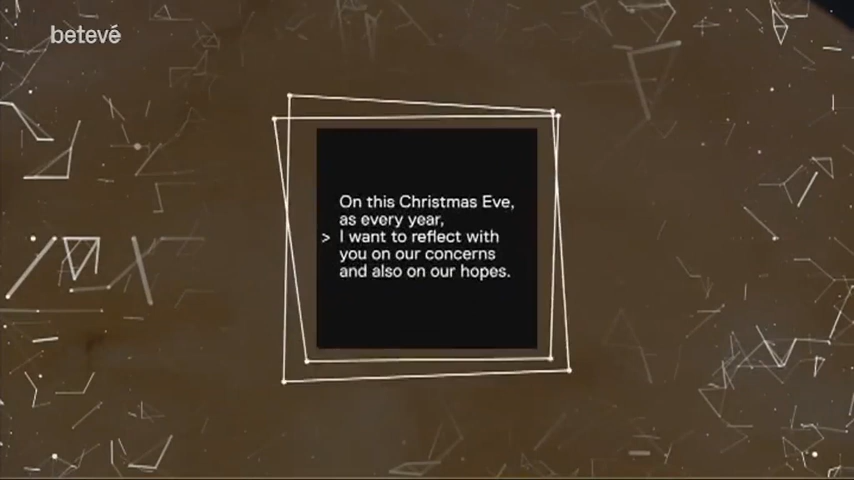 betevé
On this Christmas Eve,
as every year,
> I want to reflect with
you on our concerns
and also on our hopes.